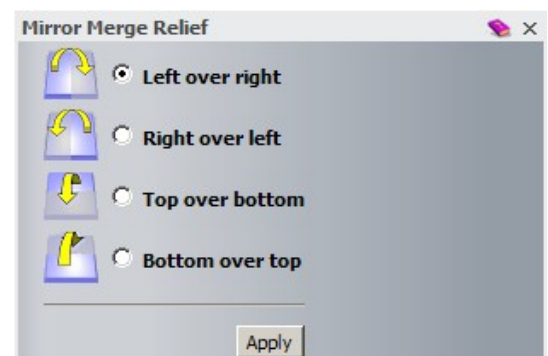 Mirror Merge Relief
Left over right
Right over left
Top over bottom
Bottom over top
Apply